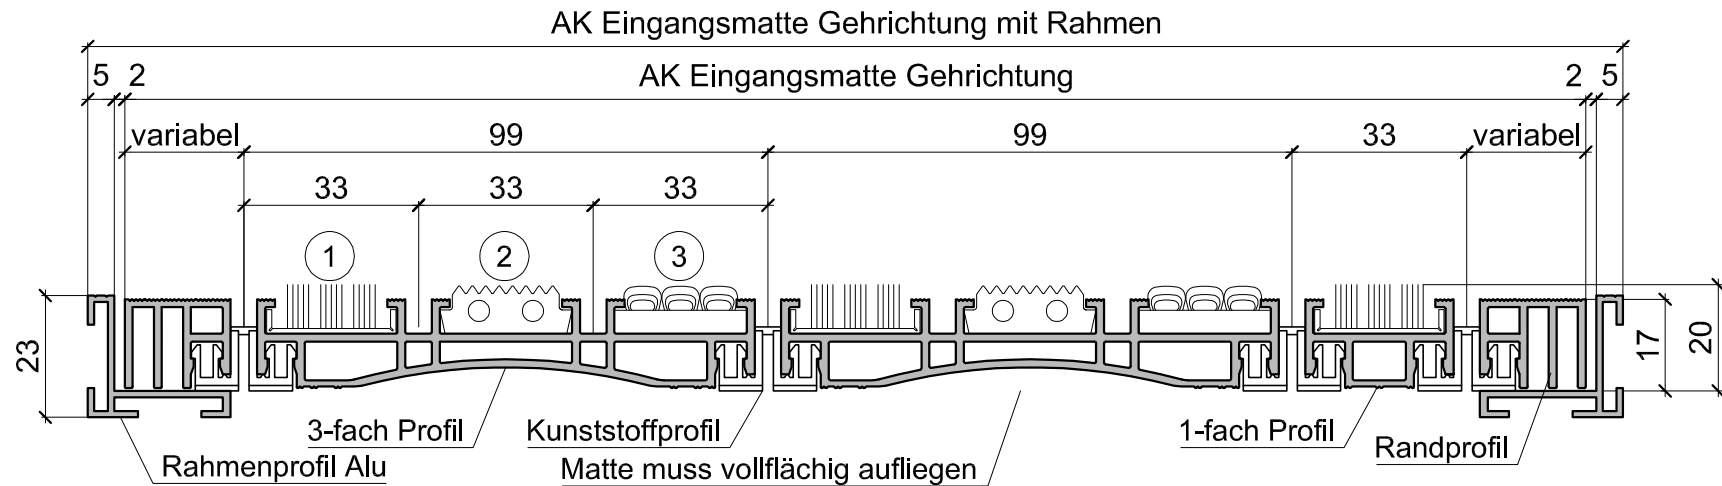 AK Eingangsmatte Gehrichtung mit Rahmen
5 2 AK Eingangsmatte Gehrichtung 2 5
variabel 99 99 33 variabel
33 33 33
1 2 3
23 17 20
3-fach Profil Kunststoffprofil 1-fach Profil Randprofil
Rahmenprofil Alu Matte muss vollflächig aufliegen